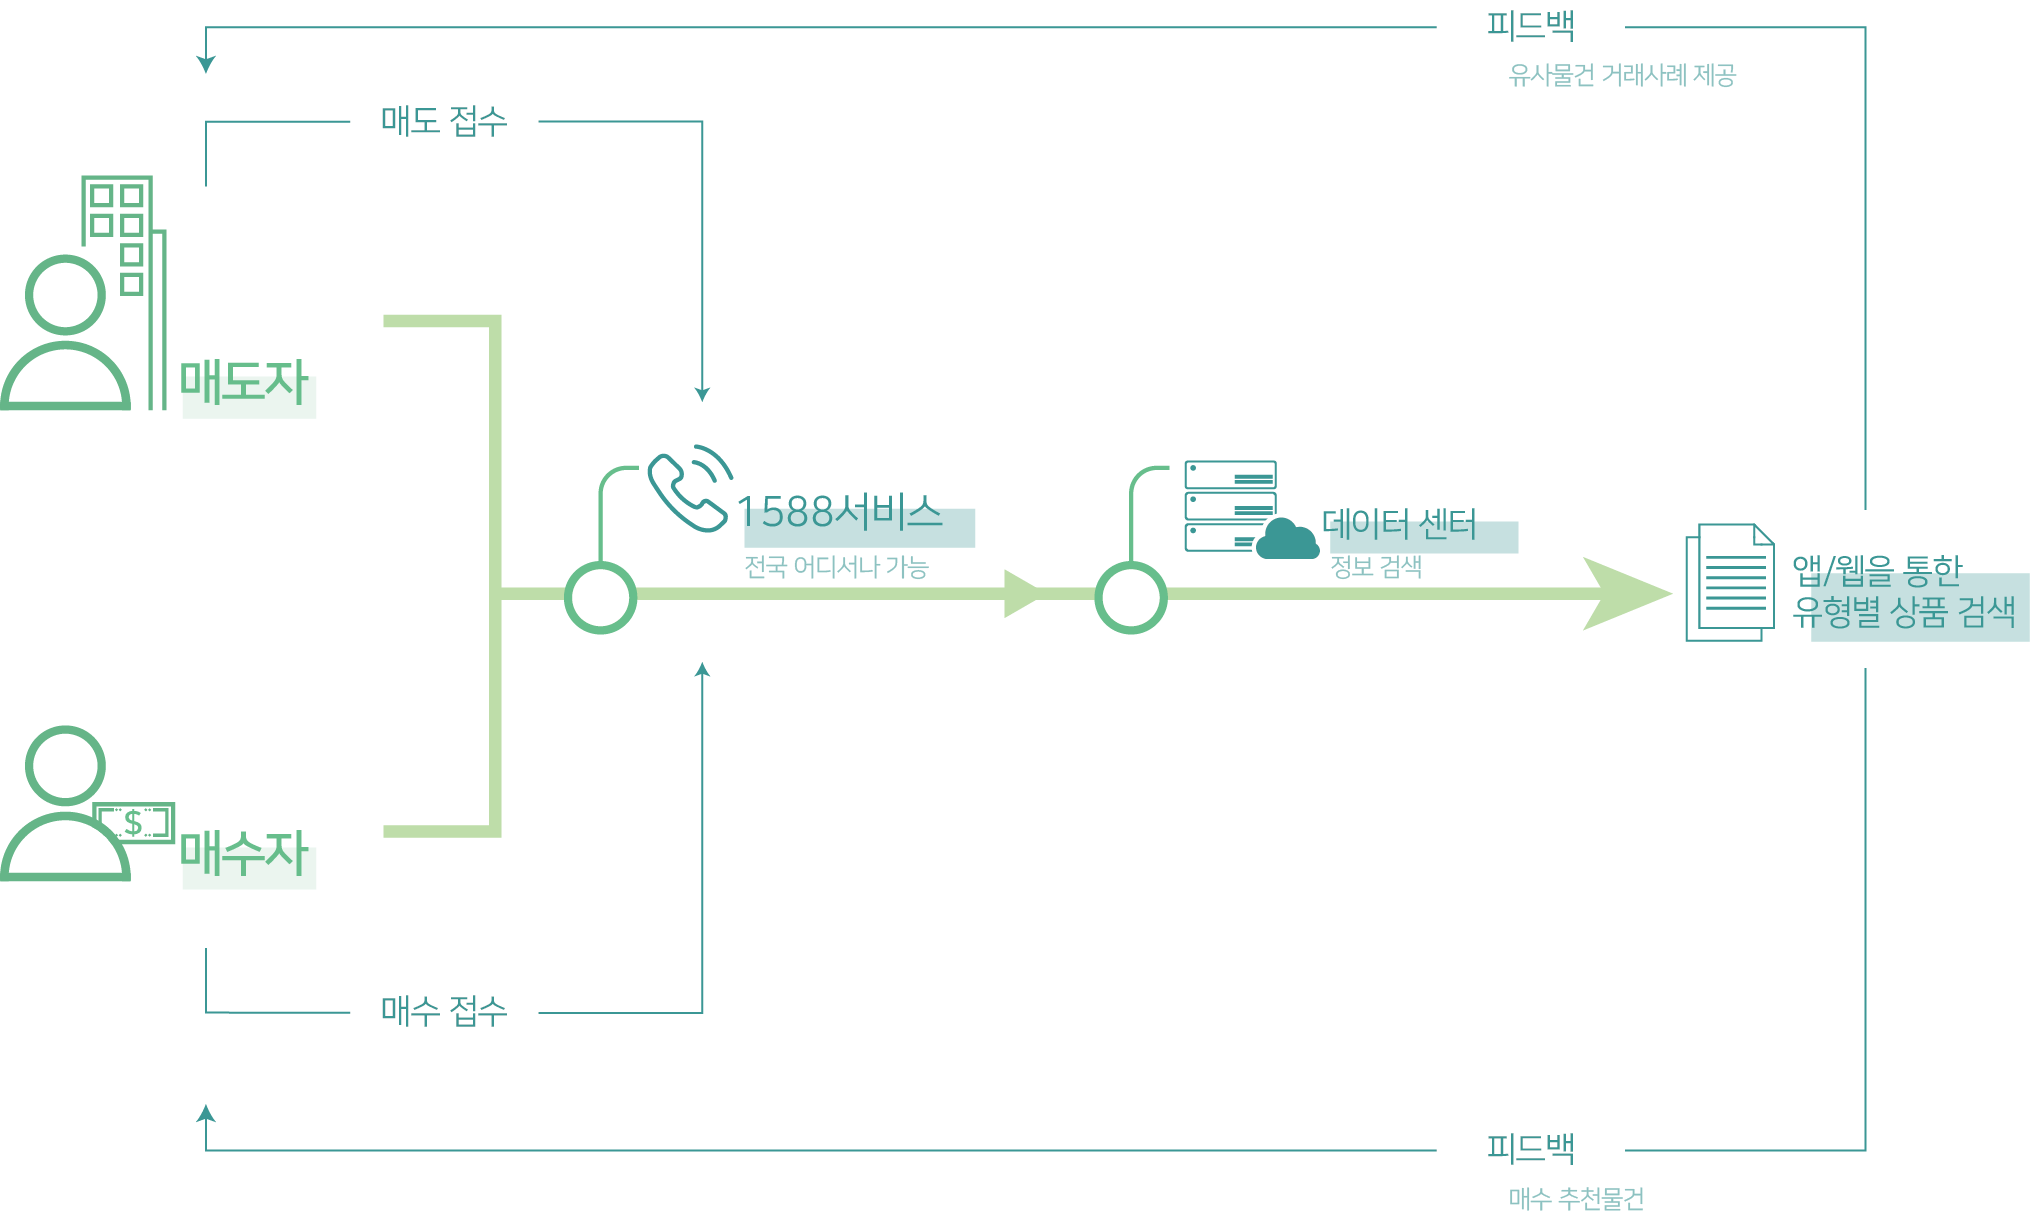 피드백
유사물건 거래사례 제공
매도 접수
매도자
1588서비스
전국 어디서나 가능
데이터 센터
정보 검색
앱/웹을 통한
유형별 상품 검색
$
매수자
매수 접수
피드백
매수 추천물건